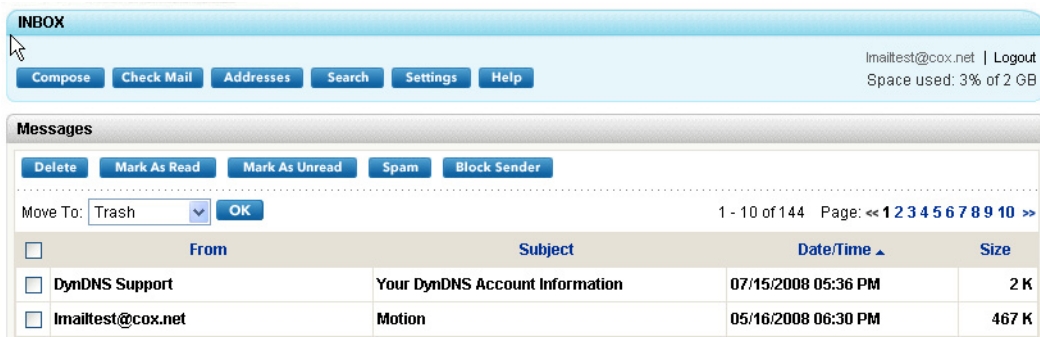 INBOX
lmailtest@cox.net | Logout
Compose Check Mail Addresses Search Settings Help
Space used: 3% of 2 GB
Messages
Delete Mark As Read Mark As Unread Spam Block Sender
Move To: Trash OK 1 - 10 of 144 Page: << 1 2 3 4 5 6 7 8 9 10 >>
From Subject Date/Time Size
DynDNS Support Your DynDNS Account Information 07/15/2008 05:36 PM 2 K
lmailtest@cox.net Motion 05/16/2008 06:30 PM 467 K